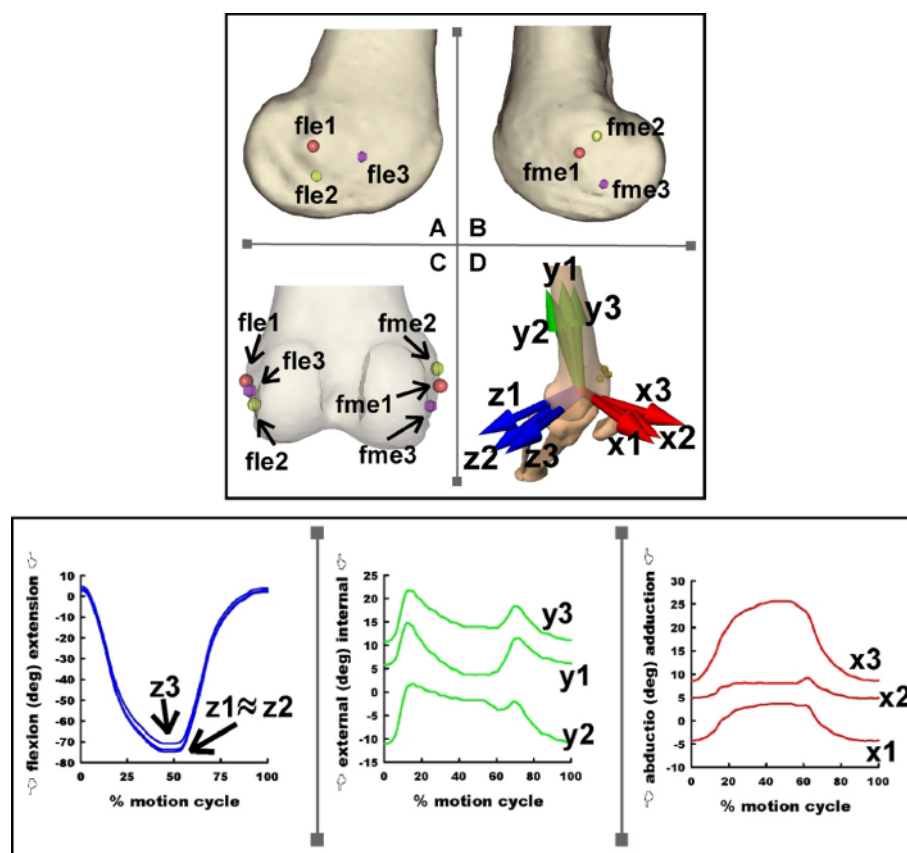 fle1
fle3
fle2
fme2
fme1
fme3
A
B
C
D
fle1
fle3
fle2
fme2
fme1
fme3
y1
y3
y2
z1
z2
z3
x3
x1
x2
flexion (deg) extension
10
0
-10
-20
-30
-40
-50
-60
-70
-80
z3
z1≈z2
0 25 50 75 100
% motion cycle
external (deg) internal
25
20
15
10
5
0
-5
-10
-15
y3
y1
y2
0 20 40 60 80 100
% motion cycle
abductio (deg) adduction
30
25
20
15
10
5
0
-5
-10
x3
x2
x1
0 20 40 60 80 100
% motion cycle